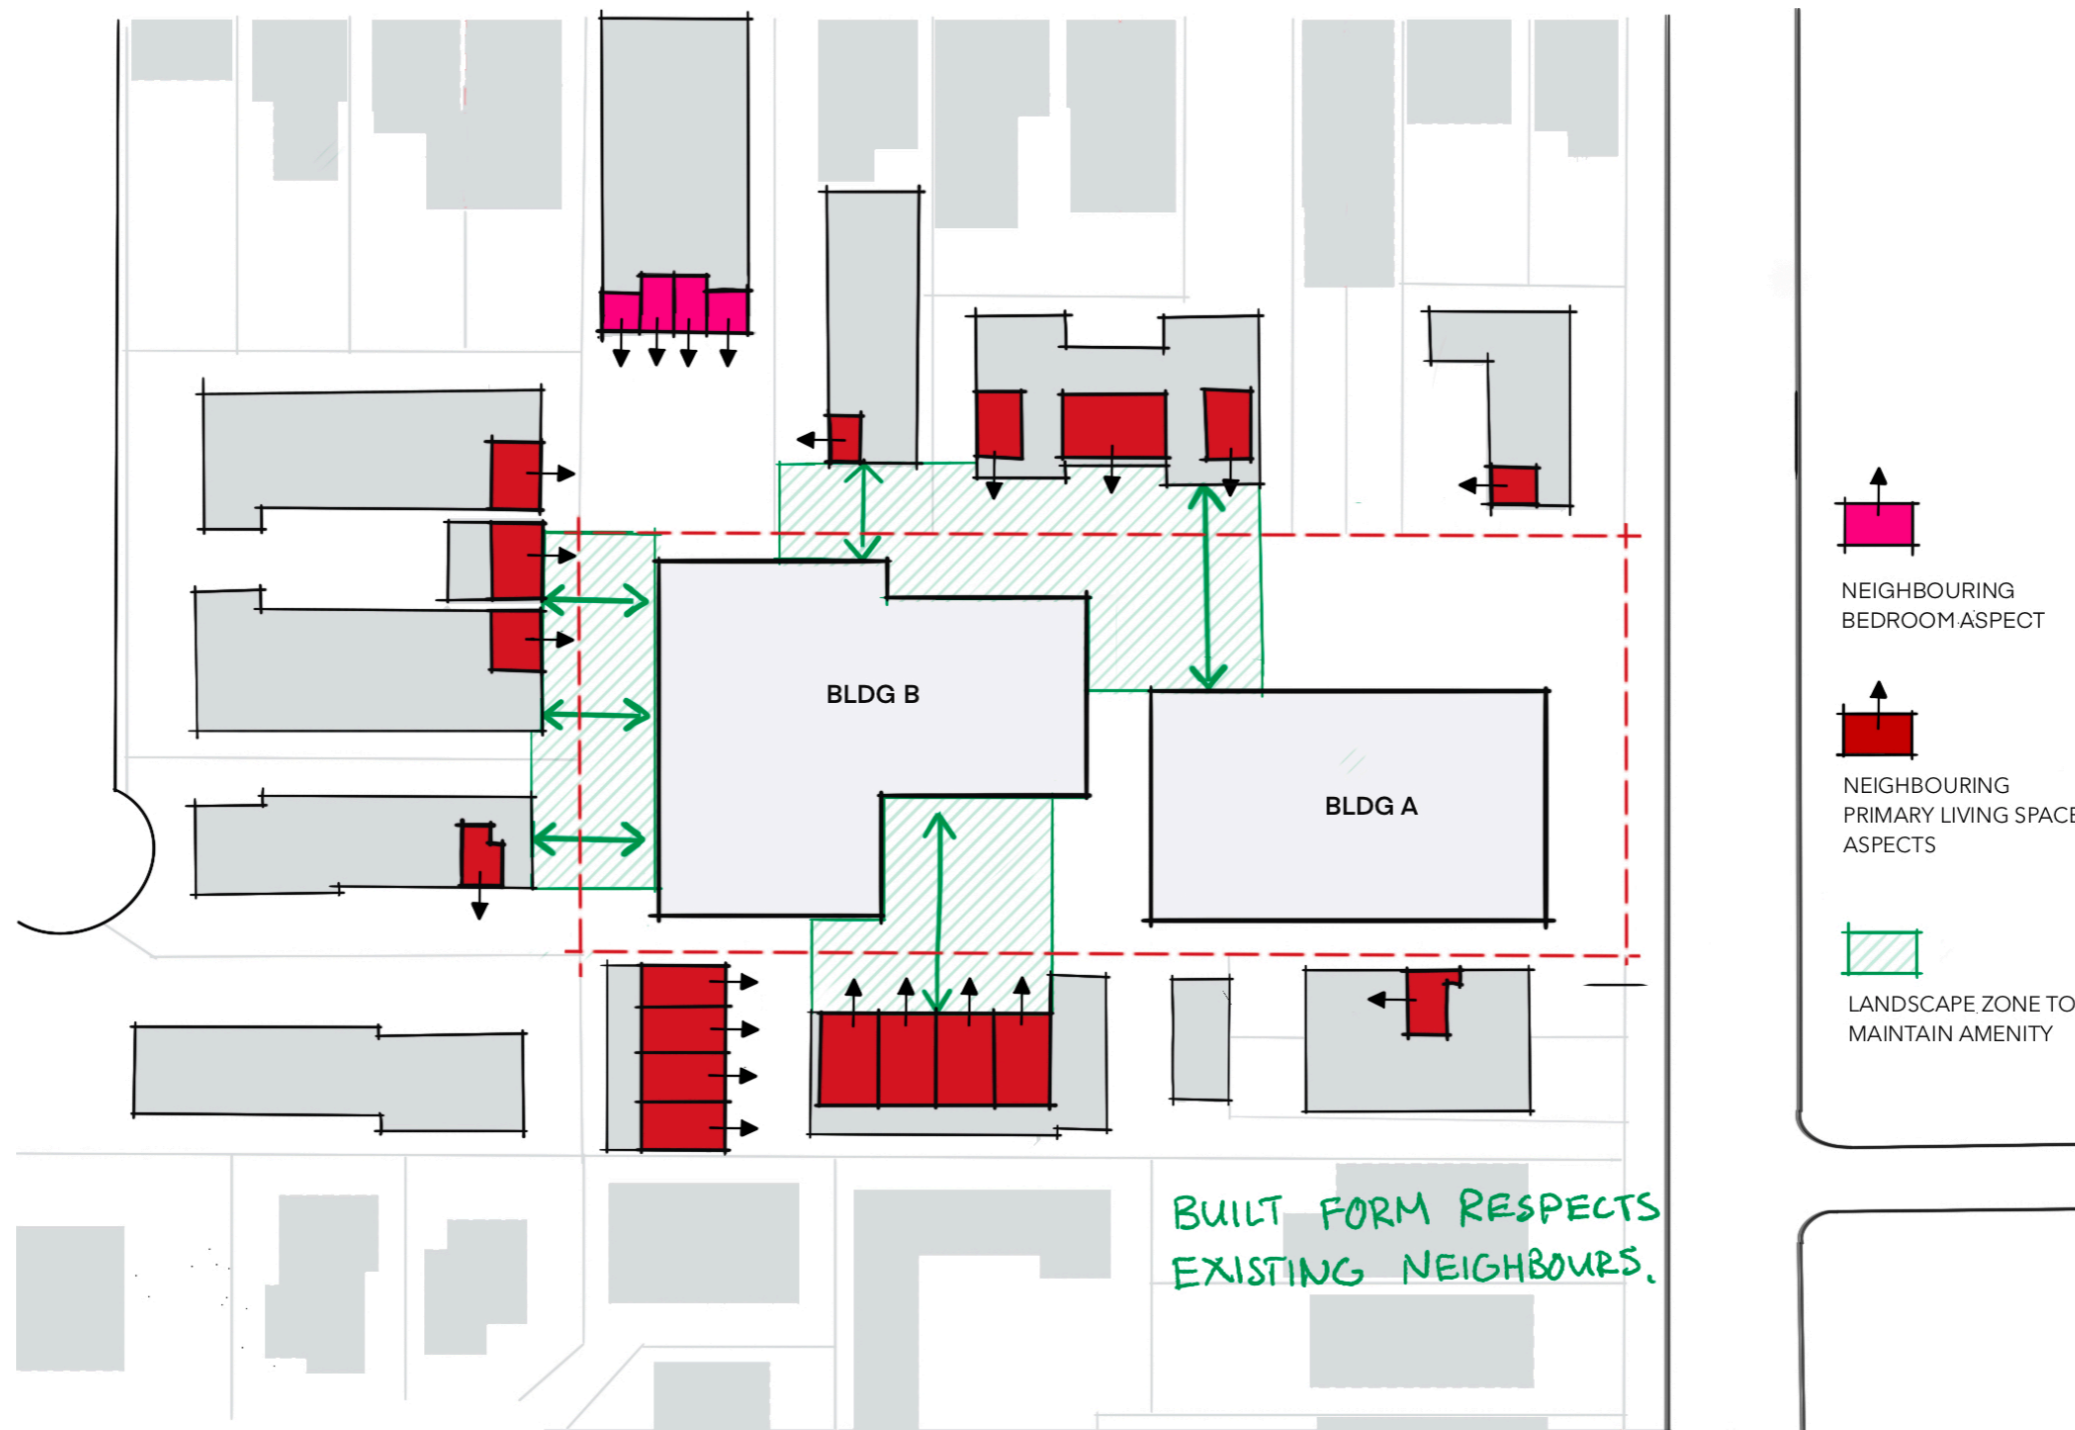 BLDG B
BLDG A
NEIGHBOURING
BEDROOM ASPECT
NEIGHBOURING
PRIMARY LIVING SPACE
ASPECTS
LANDSCAPE ZONE TO
MAINTAIN AMENITY
BUILT FORM RESPECTS
EXISTING NEIGHBOURS.